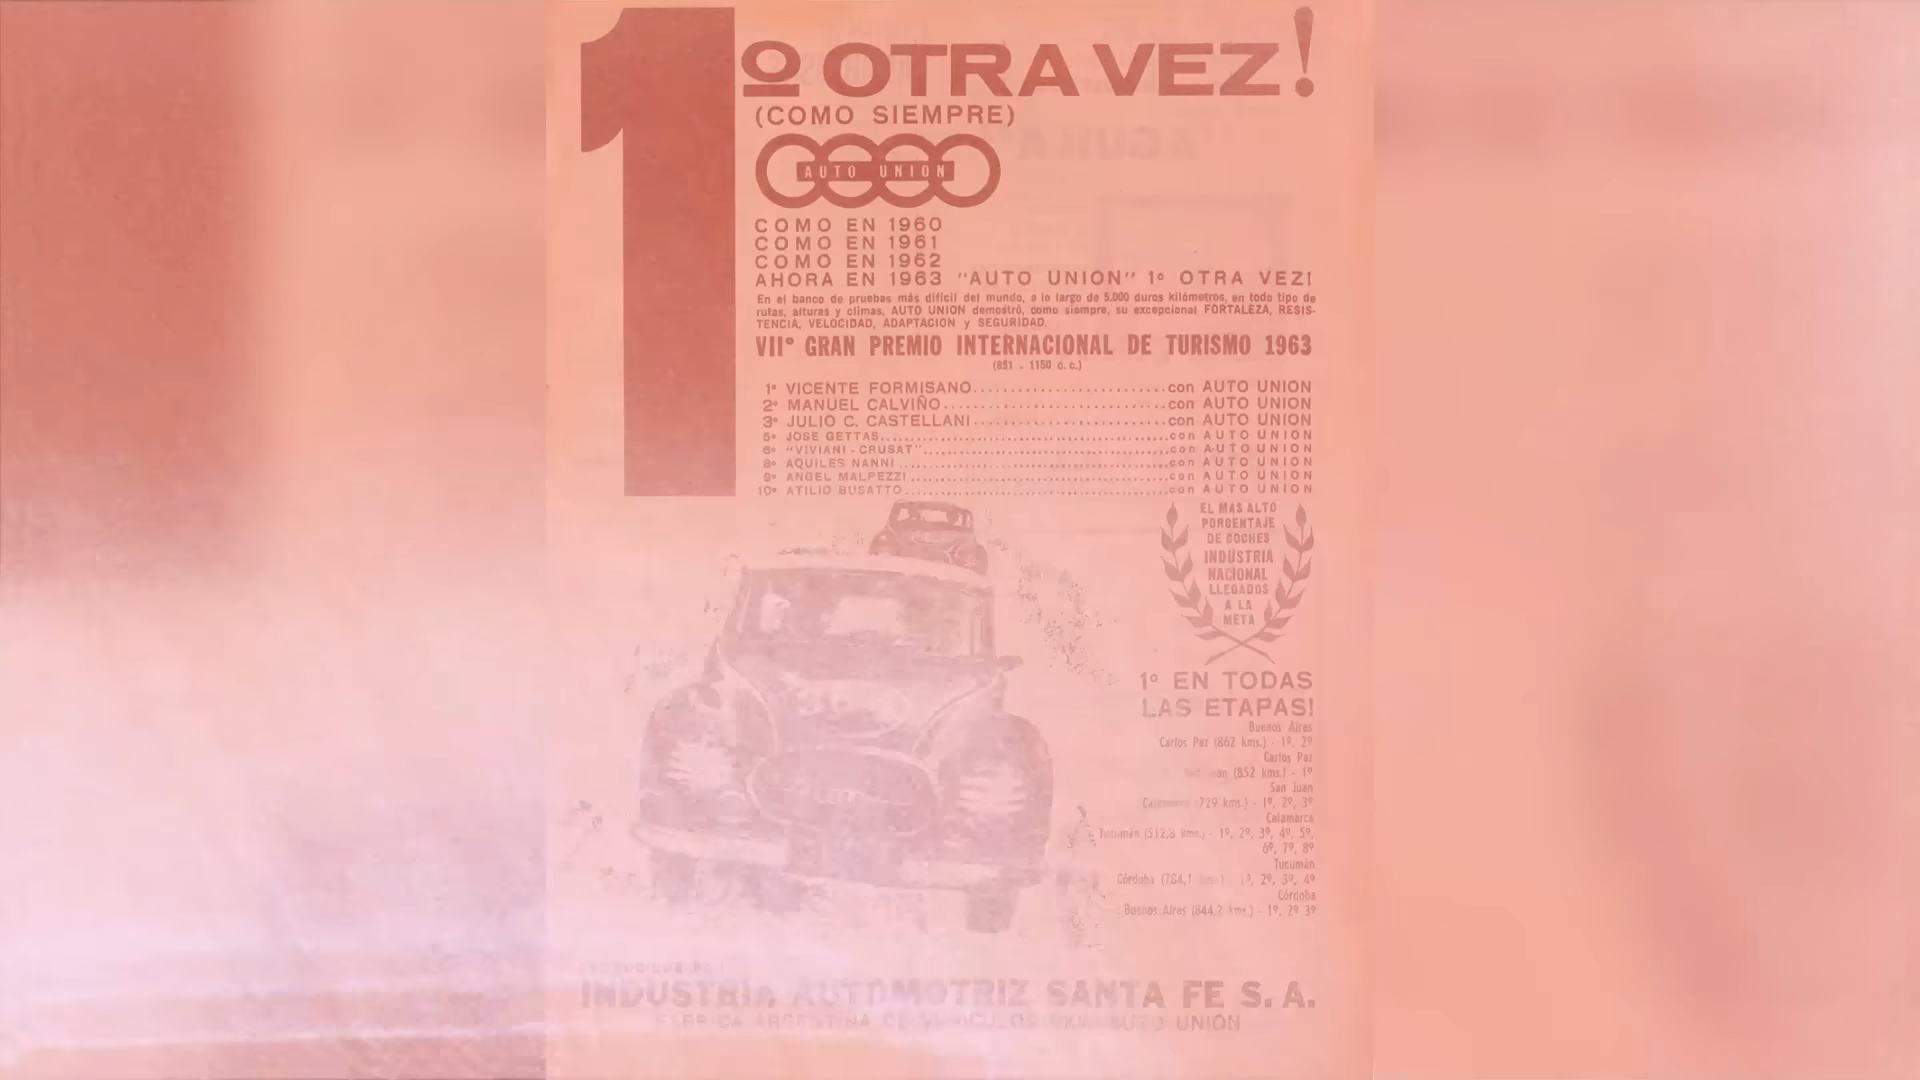 1º OTRA VEZ!
(COMO SIEMPRE)
AUTO UNION
COMO EN 1960
COMO EN 1961
COMO EN 1962
AHORA EN 1963 "AUTO UNION" 1º OTRA VEZ!
En el banco de pruebas más difícil del mundo, a lo largo de 5.000 duros kilómetros, en todo tipo de
rutas, alturas y climas, AUTO UNION demostró, como siempre, su excepcional FORTALEZA, RESIS-
TENCIA, VELOCIDAD, ADAPTACION y SEGURIDAD.
VIIº GRAN PREMIO INTERNACIONAL DE TURISMO 1963
(851 - 1150 c.c.)
1º VICENTE FORMISANO...........................con AUTO UNION
2º MANUEL CALVIÑO...........................con AUTO UNION
3º JULIO C. CASTELLANI...........................con AUTO UNION
5º JOSE GETTAS...........................con AUTO UNION
6º "VIVIANI - CRUSAT"...........................con AUTO UNION
8º AQUILES NANNI...........................con AUTO UNION
9º ANGEL MALPEZZI...........................con AUTO UNION
10º ATILIO BUSATTO...........................con AUTO UNION
EL MAS ALTO
PORCENTAJE
DE COCHES
INDUSTRIA
NACIONAL
LLEGADOS
A LA
META
1º EN TODAS
LAS ETAPAS!
Buenos Aires
Carlos Paz (862 kms.) - 1º, 2º
Carlos Paz
(852 kms.) - 1º
San Juan
(729 kms.) - 1º, 2º, 3º
Catamarca
Tucumán (512,8 kms.) - 1º, 2º, 3º, 4º, 5º,
6º, 7º, 8º
Tucumán
Córdoba (784,1 kms.) - 1º, 2º, 3º, 4º
Córdoba
Buenos Aires (844,2 kms.) - 1º, 2º 3º
INDUSTRIA AUTOMOTRIZ SANTA FE S. A.
FABRICA ARGENTINA DE VEHICULOS DKW AUTO UNION